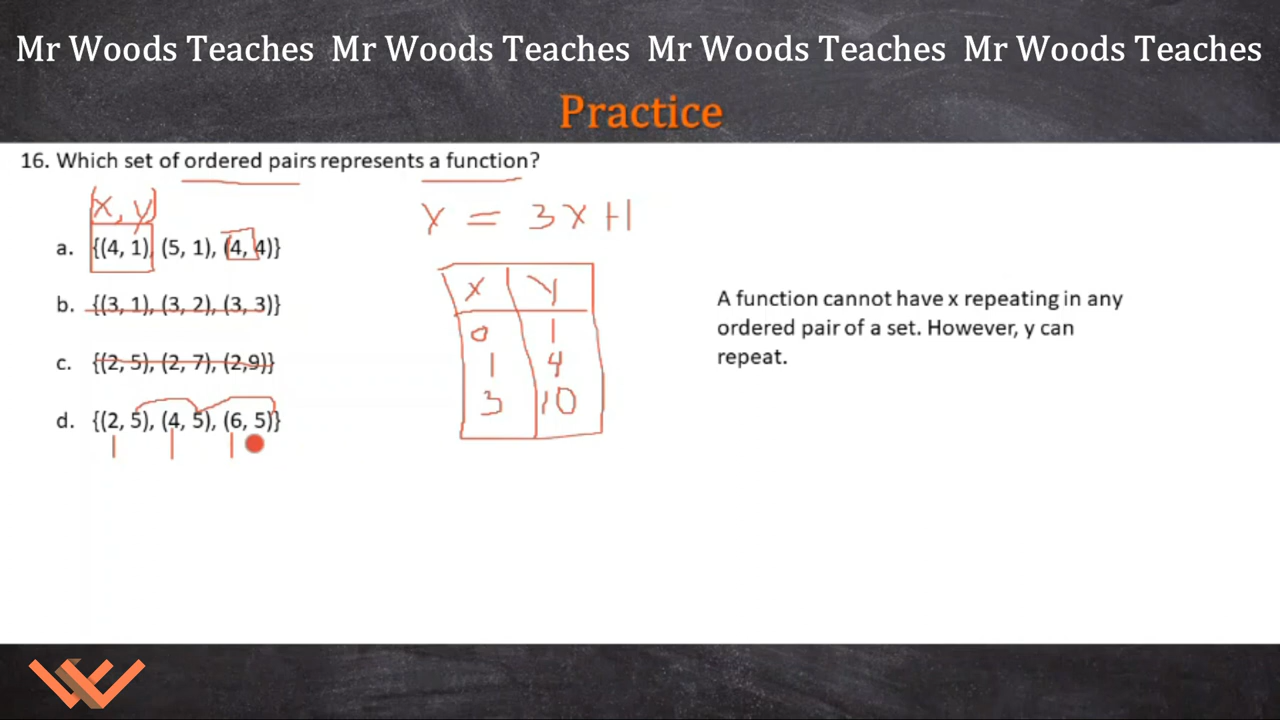 Mr Woods Teaches Mr Woods Teaches Mr Woods Teaches Mr Woods Teaches
Practice
16. Which set of ordered pairs represents a function?
x, y
a. {(4, 1), (5, 1), (4, 4)}
b. {(3, 1), (3, 2), (3, 3)}
c. {(2, 5), (2, 7), (2,9)}
d. {(2, 5), (4, 5), (6, 5)}
y = 3x+1
x y
0 1
1 4
3 10
A function cannot have x repeating in any
ordered pair of a set. However, y can
repeat.